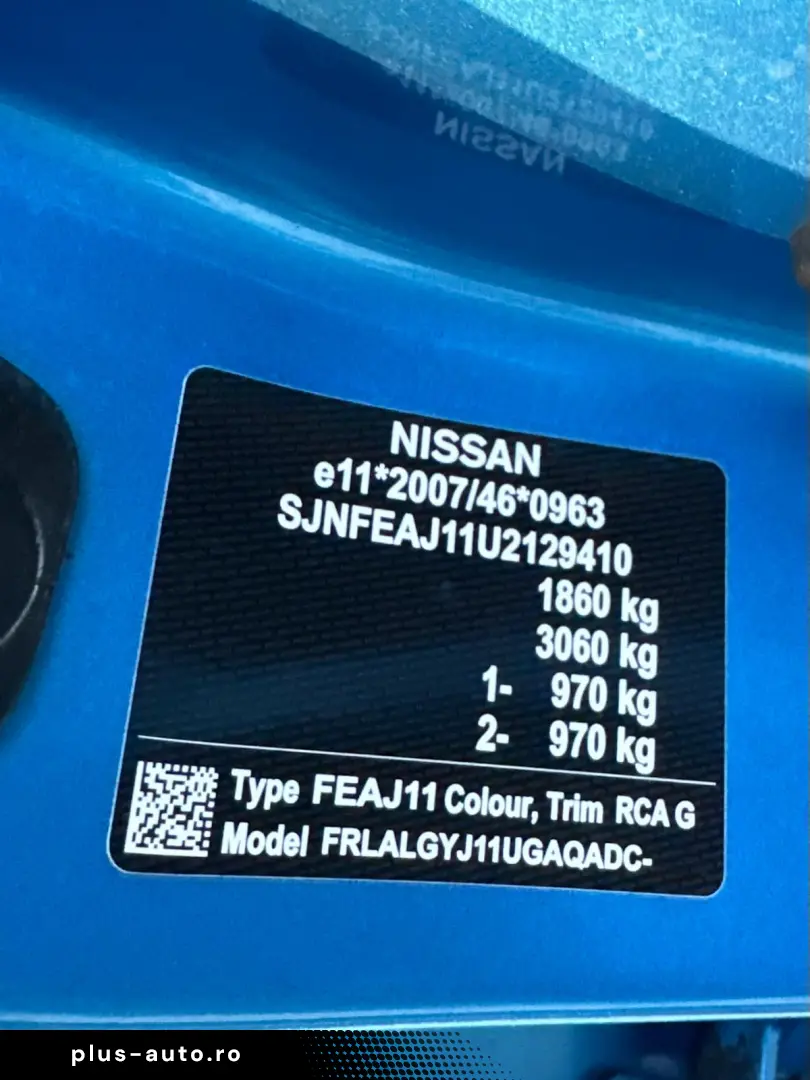 NISSAN
e11*2007/46*0963
SJNFEAJ11U2129410
1860 kg
3060 kg
1- 970 kg
2- 970 kg
Type FEAJ11 Colour, Trim RCA G
Model FRLALGYJ11UGAQADC-
plus-auto.ro